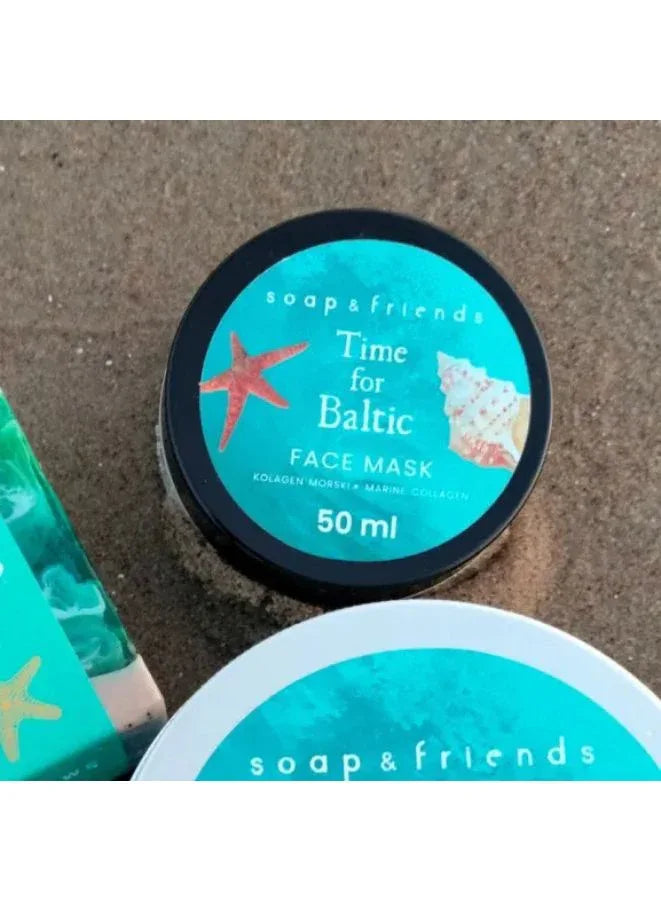 soap & friends
Time
for
Baltic
FACE MASK
KOLAGEN MORSKI • MARINE COLLAGEN
50 ml
soap & friends